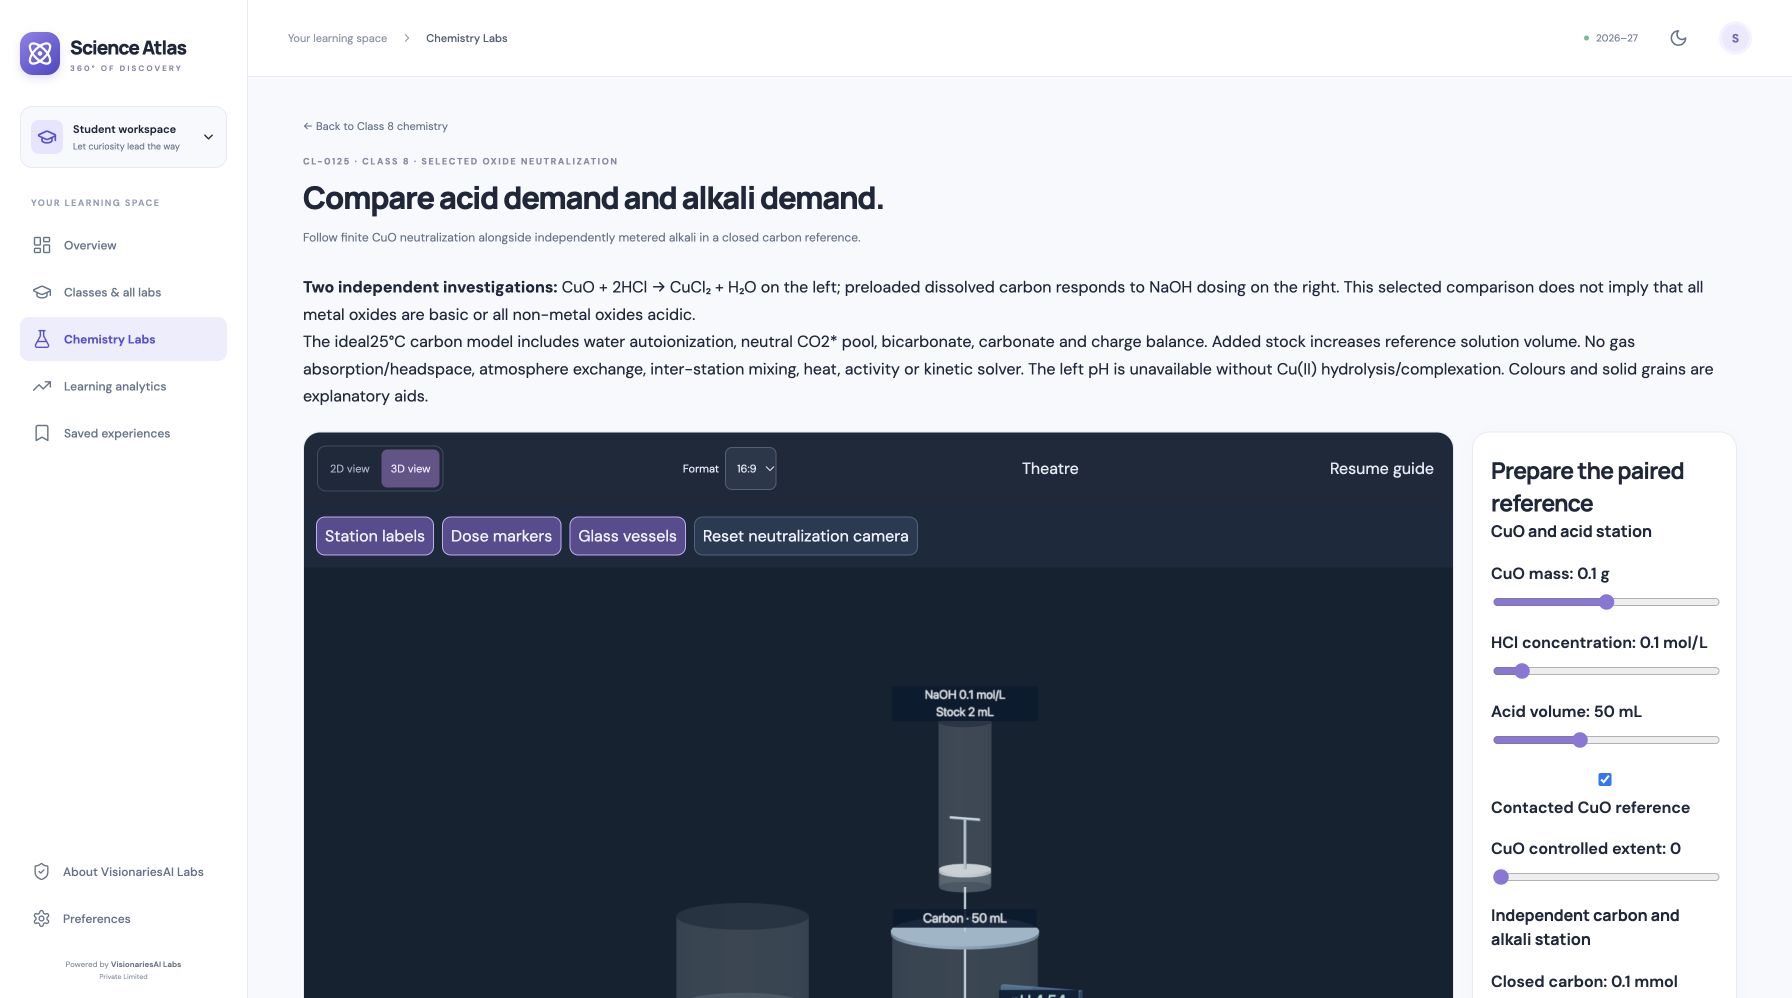 Science Atlas
360° OF DISCOVERY
Student workspace
Let curiosity lead the way
YOUR LEARNING SPACE
Overview
Classes & all labs
Chemistry Labs
Learning analytics
Saved experiences
About VisionariesAI Labs
Preferences
Powered by VisionariesAI Labs
Private Limited
Your learning space > Chemistry Labs
2026–27
S
← Back to Class 8 chemistry
CL-0125 · CLASS 8 · SELECTED OXIDE NEUTRALIZATION
Compare acid demand and alkali demand.
Follow finite CuO neutralization alongside independently metered alkali in a closed carbon reference.
Two independent investigations: CuO + 2HCl → CuCl₂ + H₂O on the left; preloaded dissolved carbon responds to NaOH dosing on the right. This selected comparison does not imply that all
metal oxides are basic or all non-metal oxides acidic.
The ideal25°C carbon model includes water autoionization, neutral CO2* pool, bicarbonate, carbonate and charge balance. Added stock increases reference solution volume. No gas
absorption/headspace, atmosphere exchange, inter-station mixing, heat, activity or kinetic solver. The left pH is unavailable without Cu(II) hydrolysis/complexation. Colours and solid grains are
explanatory aids.
2D view 3D view Format 16:9 Theatre Resume guide
Station labels Dose markers Glass vessels Reset neutralization camera
NaOH 0.1 mol/L
Stock 2 mL
Carbon · 50 mL
Prepare the paired
reference
CuO and acid station
CuO mass: 0.1 g
HCl concentration: 0.1 mol/L
Acid volume: 50 mL
Contacted CuO reference
CuO controlled extent: 0
Independent carbon and
alkali station
Closed carbon: 0.1 mmol